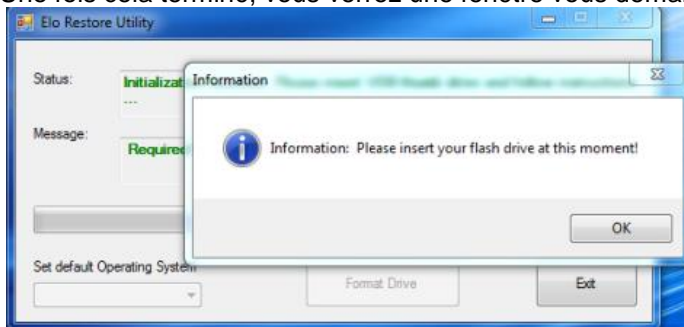 Une fois cela terminé, vous verrez une fenêtre vous dema
Elo Restore Utility
Status:
Initializat
---
Message:
Required
Information
Information: Please insert your flash drive at this moment!
OK
Set default Operating System
Format Drive
Exit